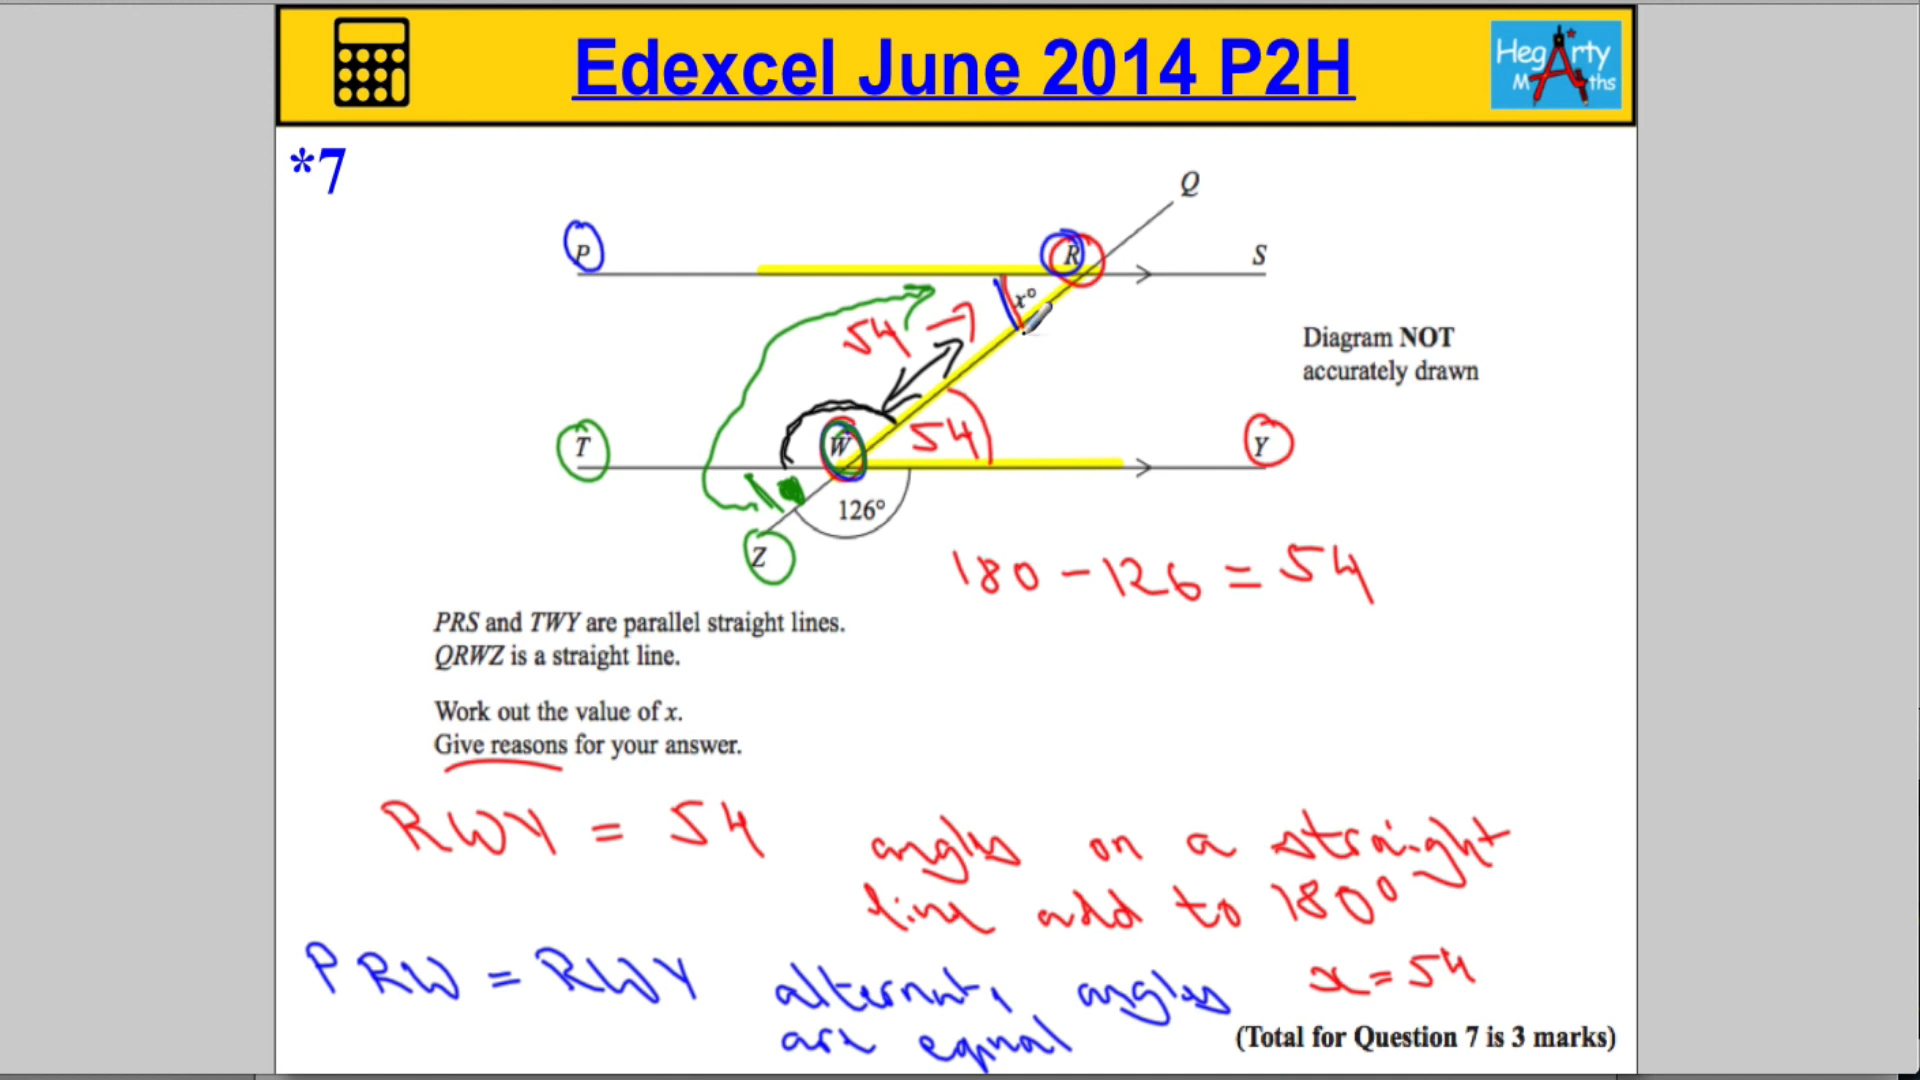 Edexcel June 2014 P2H
Hegarty
Maths
*7
Q
P
R
S
x°
54
Diagram NOT
accurately drawn
T
W
54
Y
126°
Z
180 - 126 = 54
PRS and TWY are parallel straight lines.
QRWZ is a straight line.
Work out the value of x.
Give reasons for your answer.
RWY = 54
angles on a straight
line add to 180°
PRW = RWY
alternate angles
are equal
x = 54
(Total for Question 7 is 3 marks)